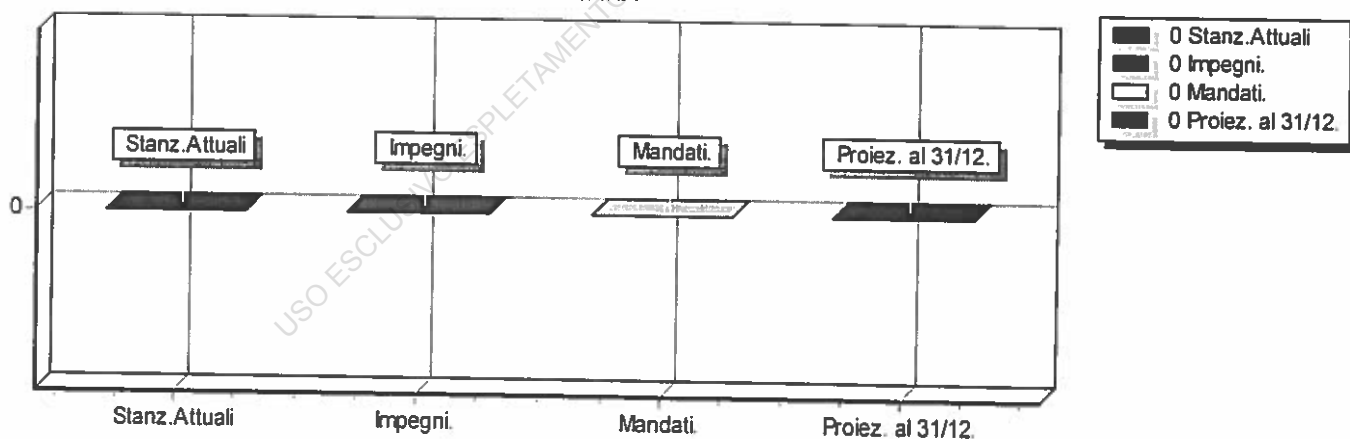 0 Stanz.Attuali
0 Impegni.
0 Mandati.
0 Proiez. al 31/12.
Stanz.Attuali
Impegni.
Mandati.
Proiez. al 31/12.
0
USO ESCLUSIVO ESPLETAMENTO
Stanz.Attuali
Impegni.
Mandati.
Proiez. al 31/12.